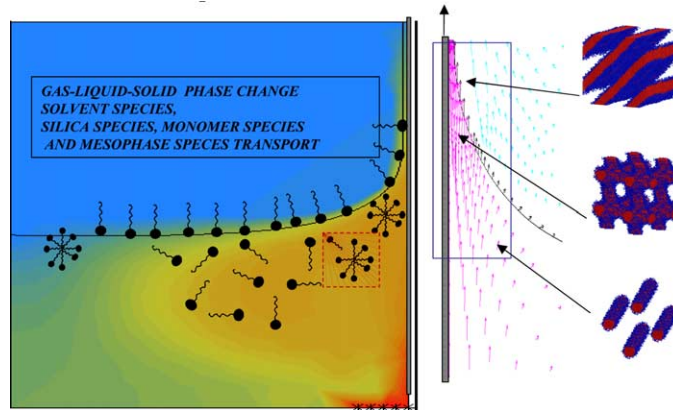 GAS-LIQUID-SOLID PHASE CHANGE
SOLVENT SPECIES,
SILICA SPECIES, MONOMER SPECIES
AND MESOPHASE SPECES TRANSPORT